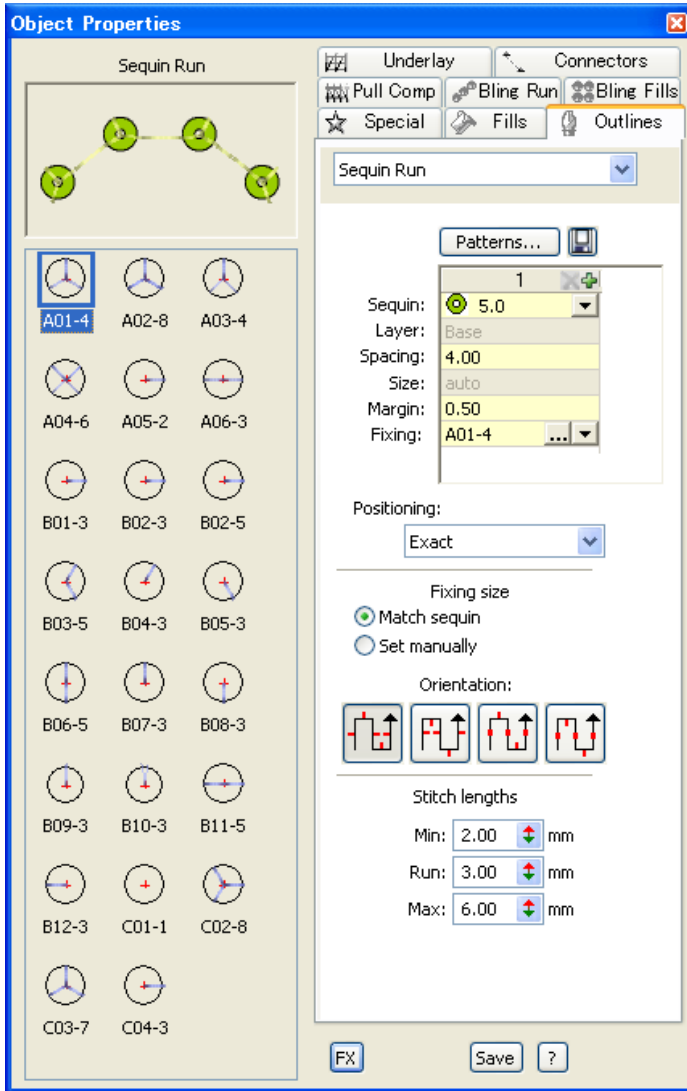 Object Properties
Sequin Run
A01-4 A02-8 A03-4
A04-6 A05-2 A06-3
B01-3 B02-3 B02-5
B03-5 B04-3 B05-3
B06-5 B07-3 B08-3
B09-3 B10-3 B11-5
B12-3 C01-1 C02-8
C03-7 C04-3
Underlay Connectors
Pull Comp Bling Run Bling Fills
Special Fills Outlines
Sequin Run
Patterns...
1
Sequin: 5.0
Layer: Base
Spacing: 4.00
Size: auto
Margin: 0.50
Fixing: A01-4 ...
Positioning:
Exact
Fixing size
Match sequin
Set manually
Orientation:
Stitch lengths
Min: 2.00 mm
Run: 3.00 mm
Max: 6.00 mm
FX Save ?